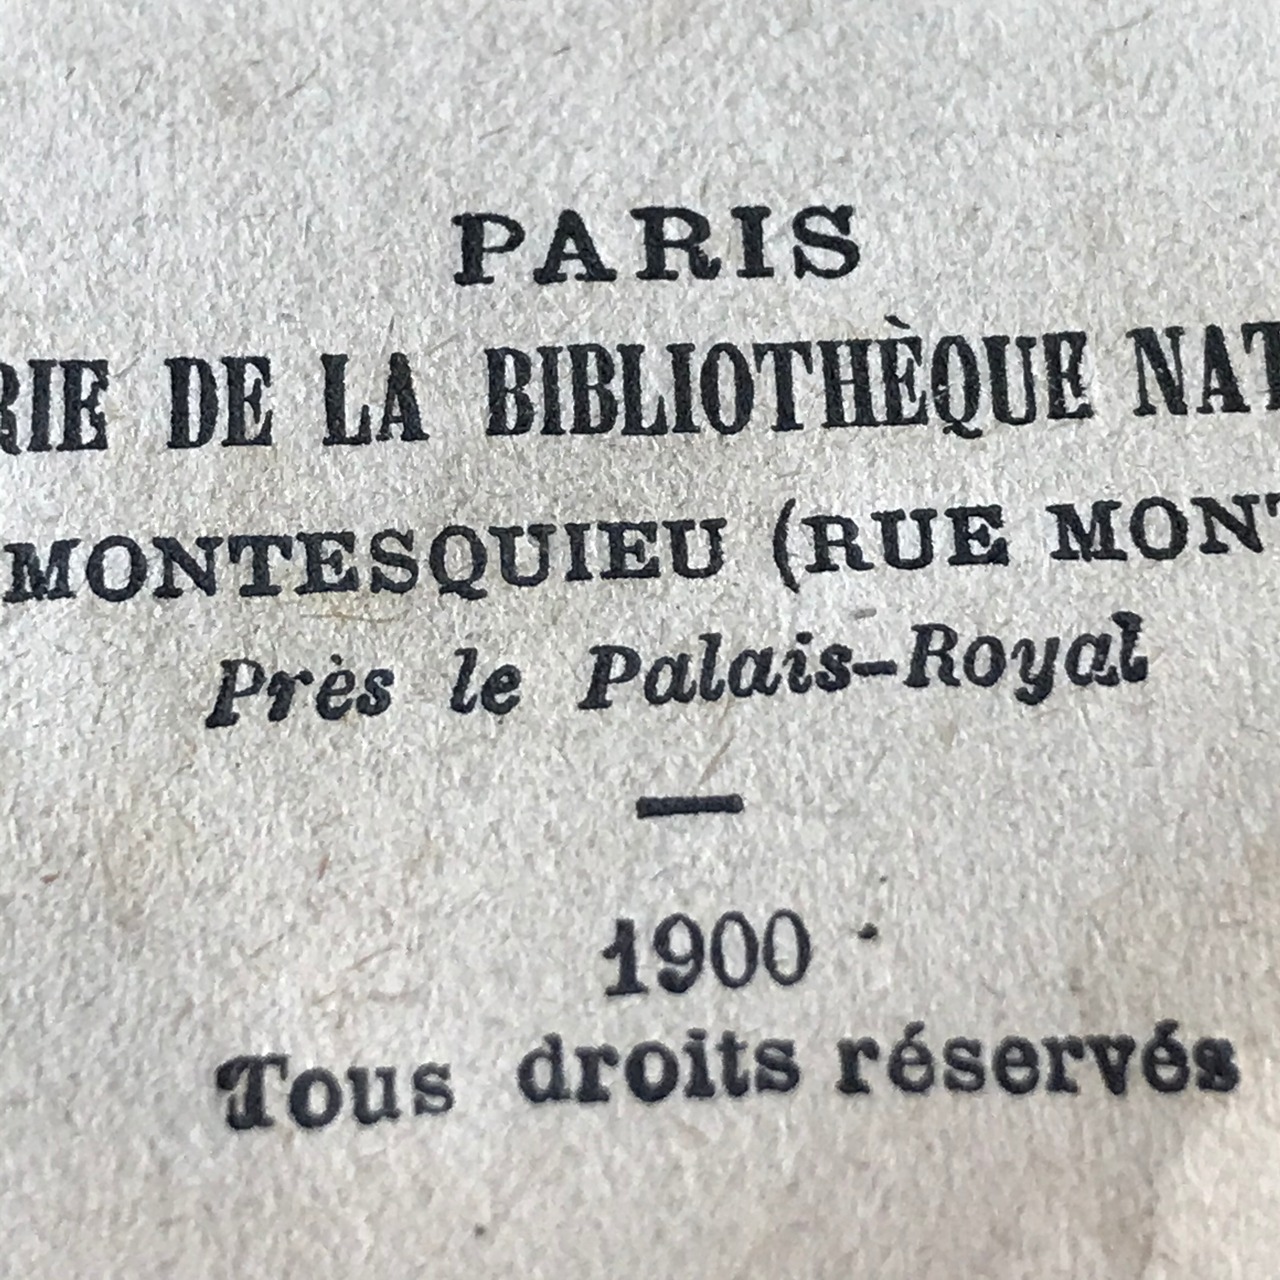 PARIS
RIE DE LA BIBLIOTHÈQUE NAT
MONTESQUIEU (RUE MONT
Près le Palais-Royal
1900
Tous droits réservés